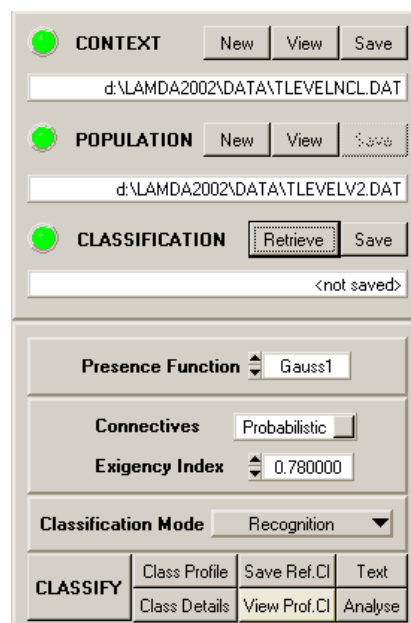 CONTEXT New View Save
d:\LAMDA2002\DATA\TLEVELNCL.DAT
POPULATION New View Save
d:\LAMDA2002\DATA\TLEVELV2.DAT
CLASSIFICATION Retrieve Save
<not saved>
Presence Function Gauss1
Connectives Probabilistic
Exigency Index 0.780000
Classification Mode Recognition
CLASSIFY Class Profile Save Ref.Cl Text
Class Details View Prof.Cl Analyse